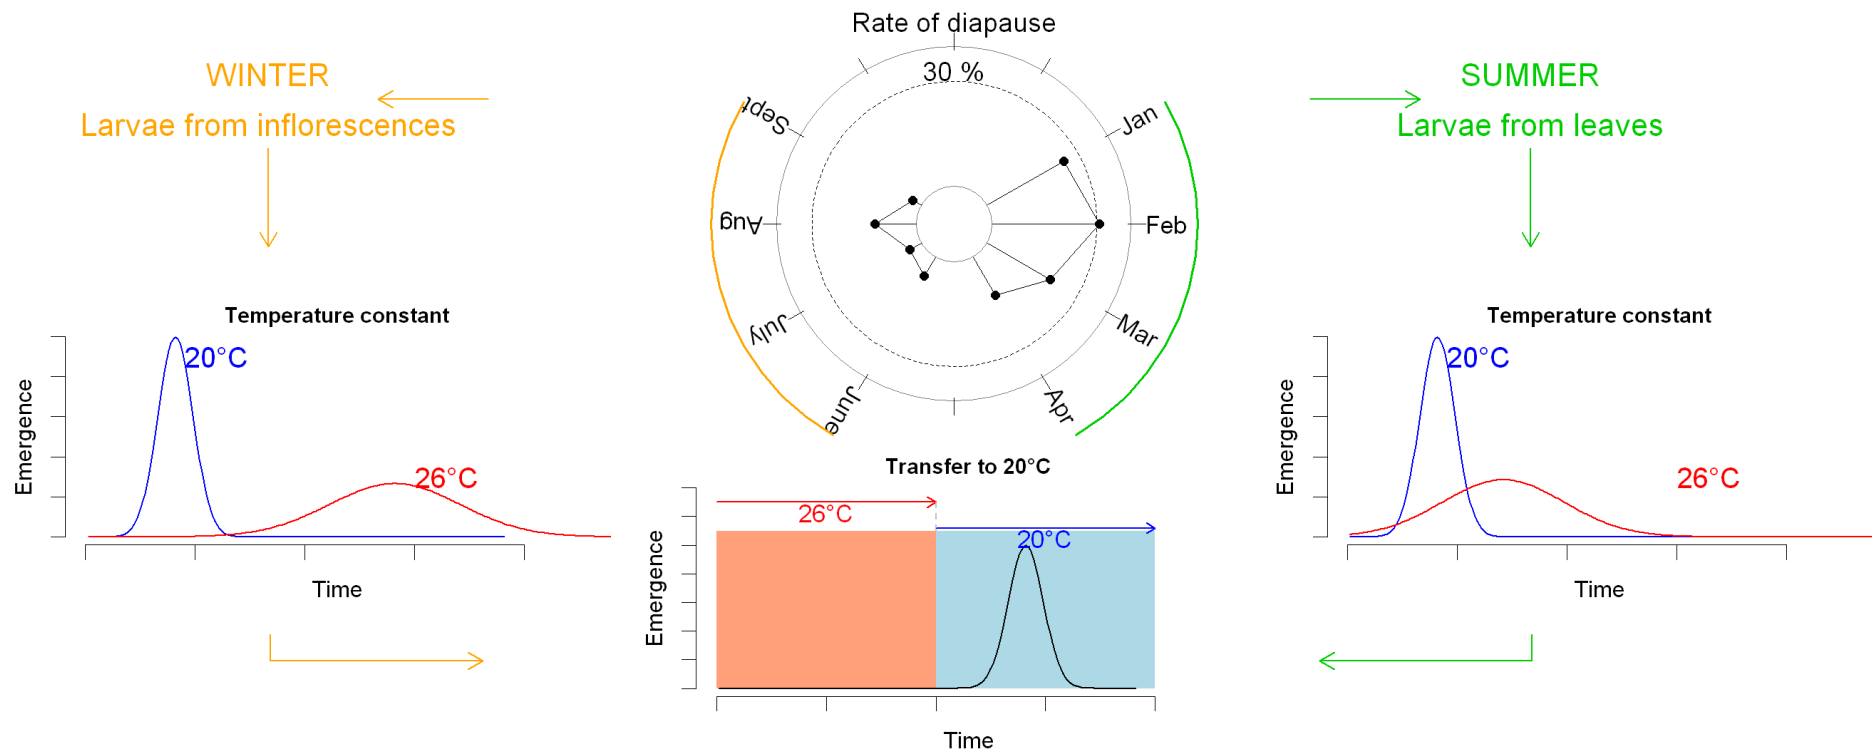 Rate of diapause
30 %
WINTER
Larvae from inflorescences
SUMMER
Larvae from leaves
Sept
Aug
July
June
Jan
Feb
Mar
Apr
Temperature constant
20°C
26°C
Emergence
Time
Transfer to 20°C
26°C
20°C
Emergence
Time
Temperature constant
20°C
26°C
Emergence
Time